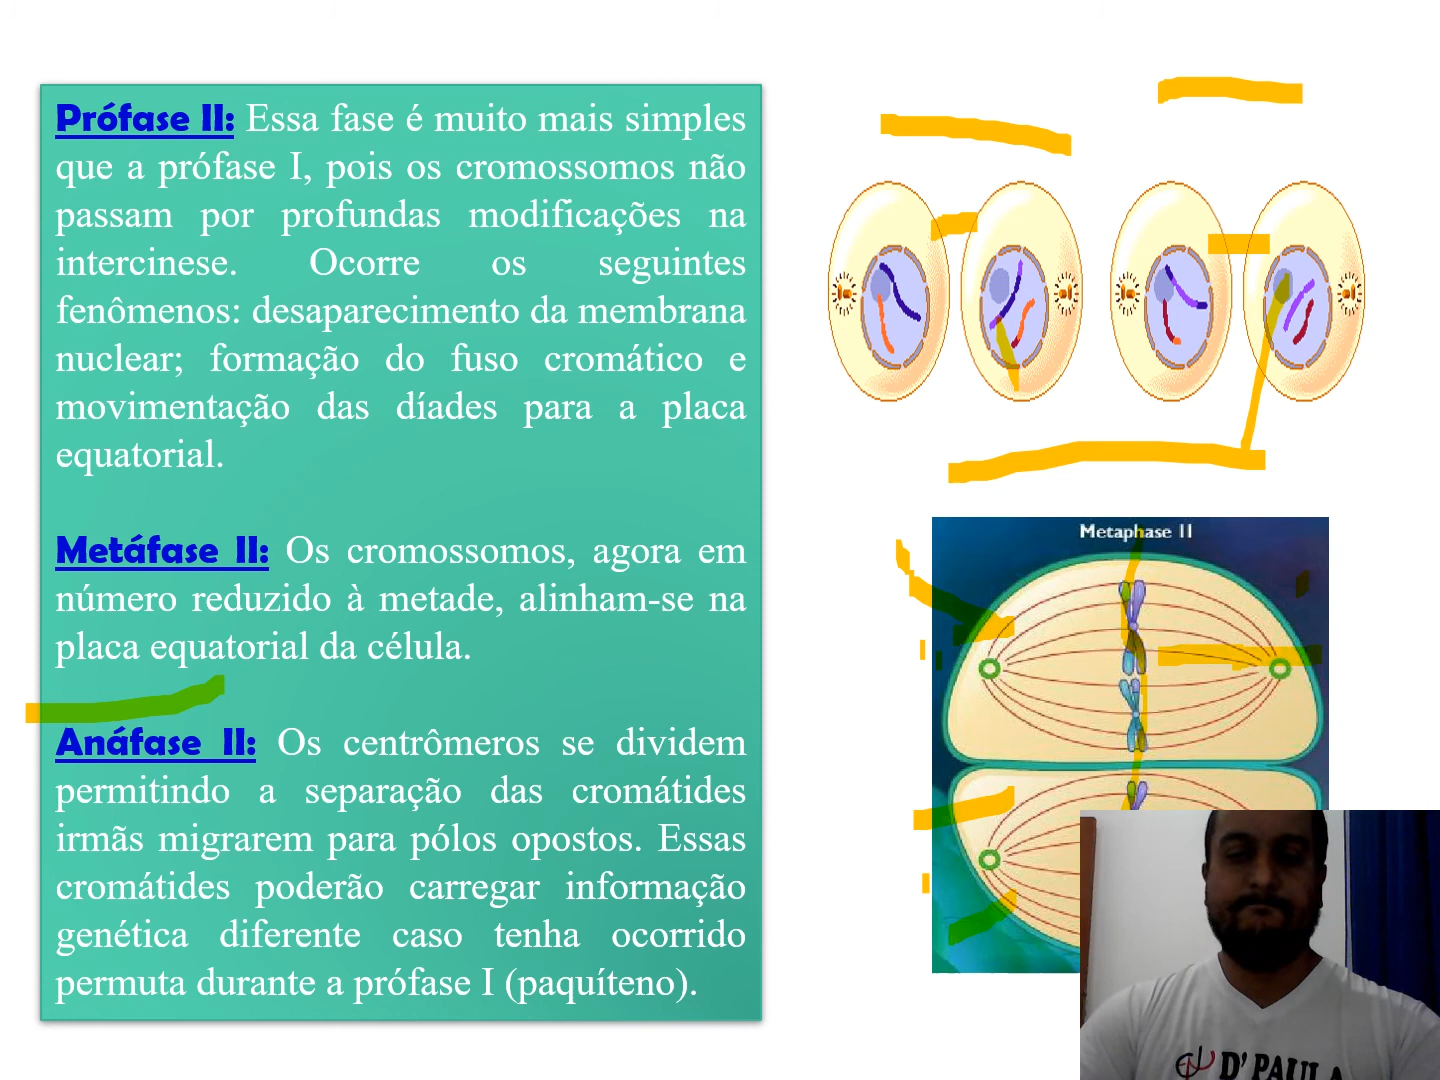 Prófase II: Essa fase é muito mais simples
que a prófase I, pois os cromossomos não
passam por profundas modificações na
intercinese. Ocorre os seguintes
fenômenos: desaparecimento da membrana
nuclear; formação do fuso cromático e
movimentação das díades para a placa
equatorial.
Metáfase II: Os cromossomos, agora em
número reduzido à metade, alinham-se na
placa equatorial da célula.
Anáfase II: Os centrômeros se dividem
permitindo a separação das cromátides
irmãs migrarem para pólos opostos. Essas
cromátides poderão carregar informação
genética diferente caso tenha ocorrido
permuta durante a prófase I (paquíteno).
Metaphase II
D' PAULA